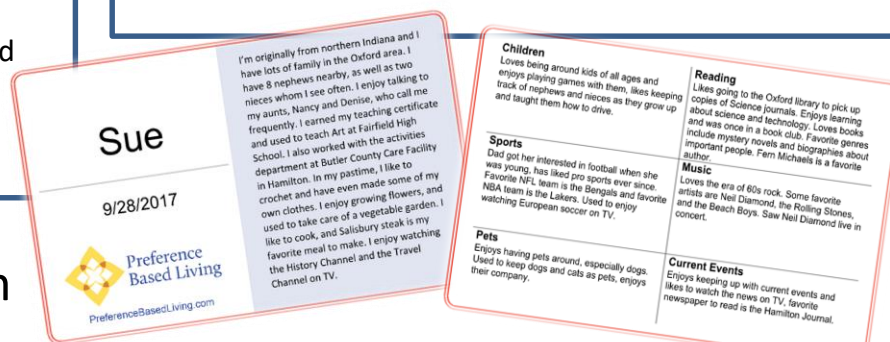 d
n
Sue
9/28/2017
Preference
Based Living
PreferenceBasedLiving.com
I'm originally from northern Indiana and I
have lots of family in the Oxford area. I
have 8 nephews nearby, as well as two
nieces whom I see often. I enjoy talking to
my aunts, Nancy and Denise, who call me
frequently. I earned my teaching certificate
and used to teach Art at Fairfield High
School. I also worked with the activities
department at Butler County Care Facility
in Hamilton. In my pastime, I like to
crochet and have even made some of my
own clothes. I enjoy growing flowers, and
used to take care of a vegetable garden. I
like to cook, and Salisbury steak is my
favorite meal to make. I enjoy watching
the History Channel and the Travel
Channel on TV.
Children
Loves being around kids of all ages and
enjoys playing games with them, likes keeping
track of nephews and nieces as they grow up
and taught them how to drive.
Reading
Likes going to the Oxford library to pick up
copies of Science journals. Enjoys learning
about science and technology. Loves books
and was once in a book club. Favorite genres
include mystery novels and biographies about
important people. Fern Michaels is a favorite
author.
Sports
Dad got her interested in football when she
was young, has liked pro sports ever since.
Favorite NFL team is the Bengals and favorite
NBA team is the Lakers. Used to enjoy
watching European soccer on TV.
Music
Loves the era of 60s rock. Some favorite
artists are Neil Diamond, the Rolling Stones,
and the Beach Boys. Saw Neil Diamond live in
concert.
Pets
Enjoys having pets around, especially dogs.
Used to keep dogs and cats as pets, enjoys
their company.
Current Events
Enjoys keeping up with current events and
likes to watch the news on TV, favorite
newspaper to read is the Hamilton Journal.